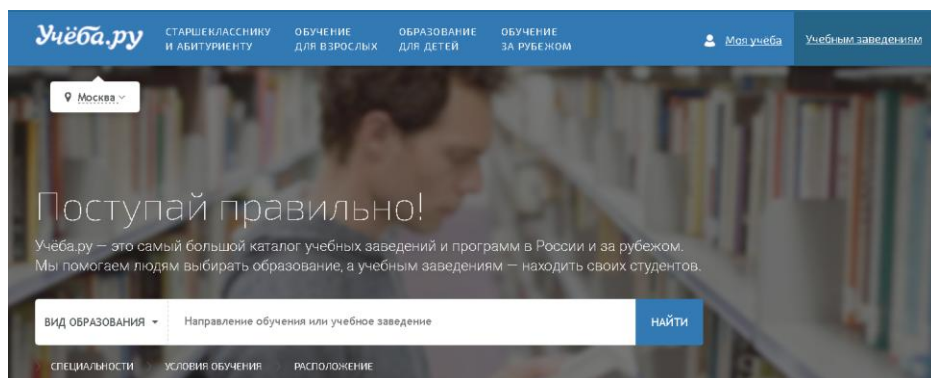 Учёба.ру
СТАРШЕКЛАССНИКУ
И АБИТУРИЕНТУ
ОБУЧЕНИЕ
ДЛЯ ВЗРОСЛЫХ
ОБРАЗОВАНИЕ
ДЛЯ ДЕТЕЙ
ОБУЧЕНИЕ
ЗА РУБЕЖОМ
Моя учёба
Учебным заведениям
Москва
Поступай правильно!
Учёба.ру — это самый большой каталог учебных заведений и программ в России и за рубежом.
Мы помогаем людям выбирать образование, а учебным заведениям — находить своих студентов.
ВИД ОБРАЗОВАНИЯ
Направление обучения или учебное заведение
НАЙТИ
СПЕЦИАЛЬНОСТИ
УСЛОВИЯ ОБУЧЕНИЯ
РАСПОЛОЖЕНИЕ